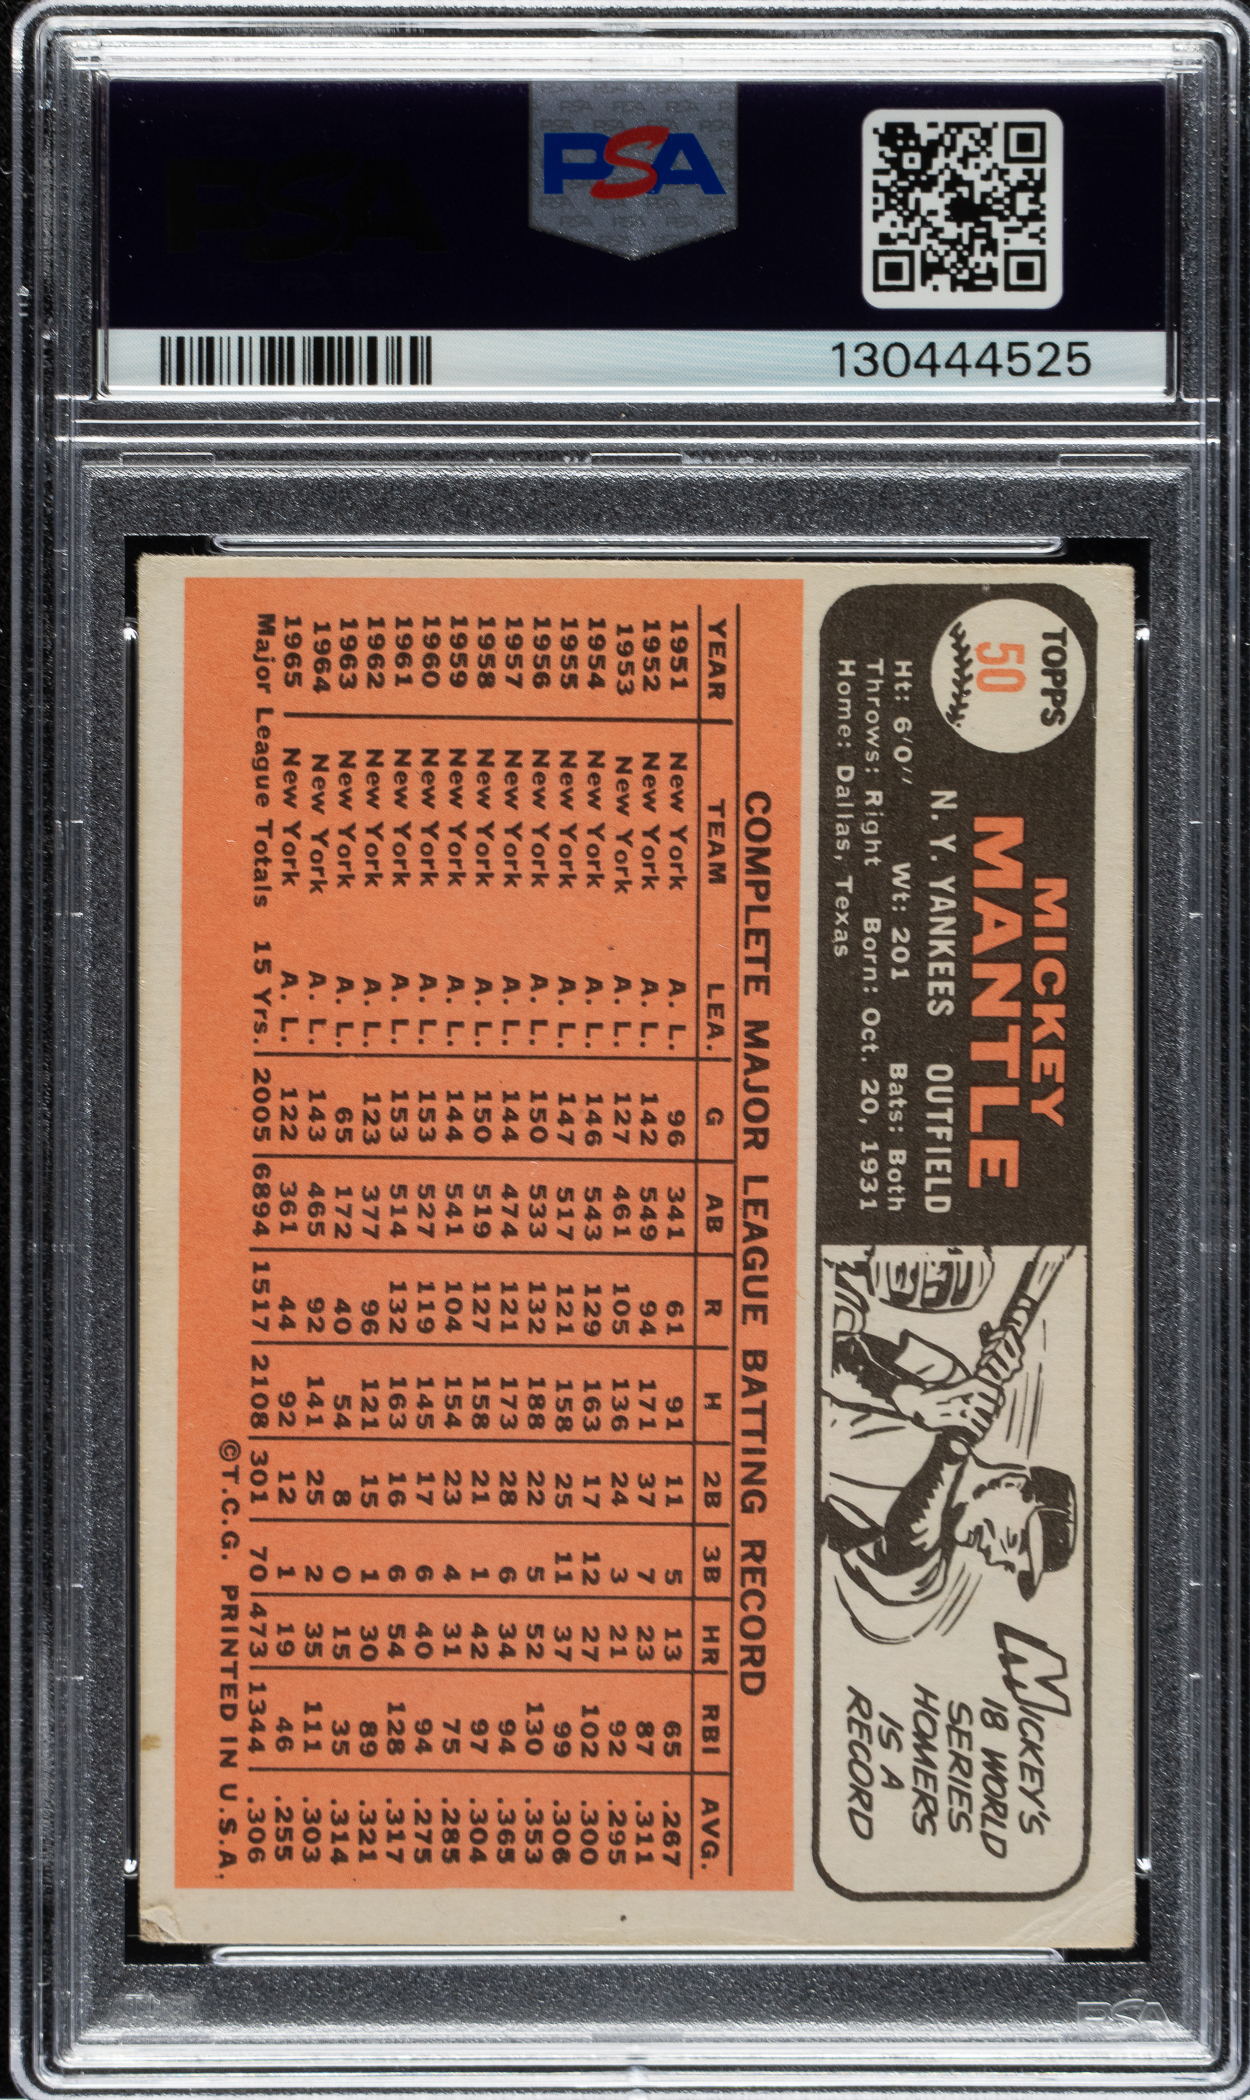 PSA
130444525
TOPPS
50
MICKEY
MANTLE
N. Y. YANKEES OUTFIELD
Ht: 6'0" Wt: 201 Bats: Both
Throws: Right Born: Oct. 20, 1931
Home: Dallas, Texas
MICKEY'S
18 WORLD
SERIES
HOMERS
IS A
RECORD
COMPLETE MAJOR LEAGUE BATTING RECORD
YEAR TEAM LEA. G AB R H 2B 3B HR RBI AVG.
1951 New York A. L. 96 341 61 91 11 5 13 65 .267
1952 New York A. L. 142 549 94 171 37 7 23 87 .311
1953 New York A. L. 127 461 105 136 24 3 21 92 .295
1954 New York A. L. 146 543 129 163 17 12 27 102 .300
1955 New York A. L. 147 517 121 158 25 11 37 99 .306
1956 New York A. L. 150 533 132 188 22 5 52 130 .353
1957 New York A. L. 144 474 121 173 28 6 34 94 .365
1958 New York A. L. 150 519 127 158 21 1 42 97 .304
1959 New York A. L. 144 541 104 154 23 4 31 75 .285
1960 New York A. L. 153 527 119 145 17 6 40 94 .275
1961 New York A. L. 153 514 132 163 16 6 54 128 .317
1962 New York A. L. 123 377 96 121 15 1 30 89 .321
1963 New York A. L. 65 172 40 54 8 0 15 35 .314
1964 New York A. L. 143 465 92 141 25 2 35 111 .303
1965 New York A. L. 122 361 44 92 12 1 19 46 .255
Major League Totals 15 Yrs. 2005 6894 1517 2108 301 70 473 1344 .306
©T.C.G. PRINTED IN U.S.A.
PSA